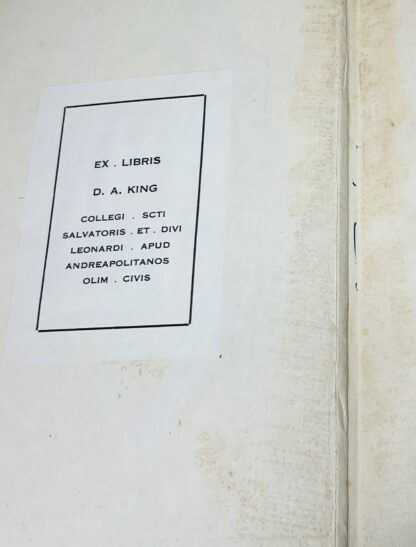 EX . LIBRIS
D. A. KING
COLLEGI . SCTI
SALVATORIS . ET . DIVI
LEONARDI . APUD
ANDREAPOLITANOS
OLIM . CIVIS